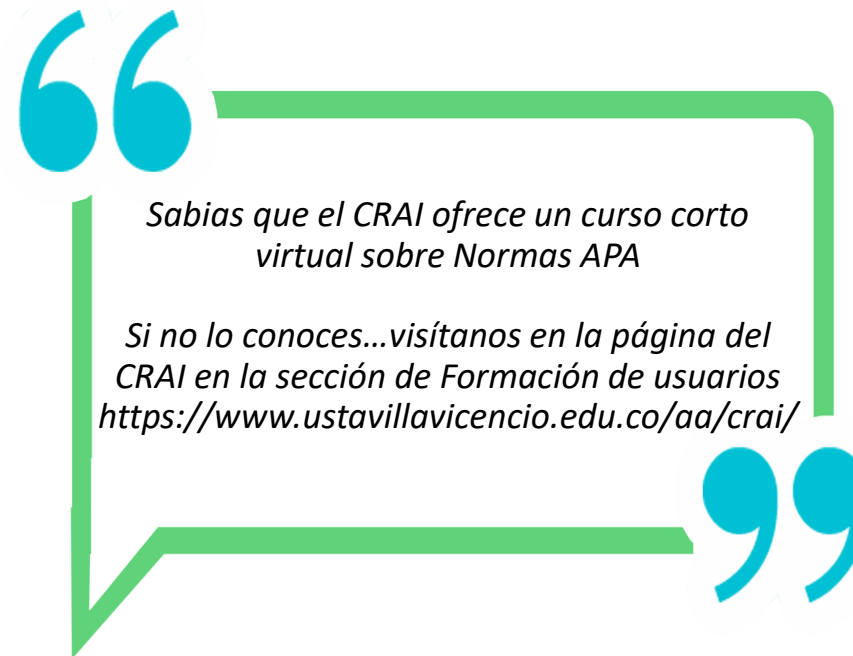 Sabias que el CRAI ofrece un curso corto
virtual sobre Normas APA
Si no lo conoces…visítanos en la página del
CRAI en la sección de Formación de usuarios
https://www.ustavillavicencio.edu.co/aa/crai/